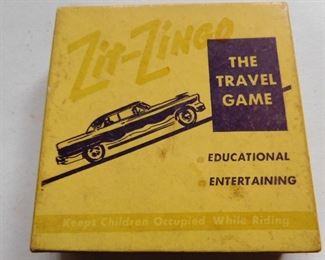 Zit-Zingo
THE
TRAVEL
GAME
EDUCATIONAL
ENTERTAINING
Keeps Children Occupied While Riding